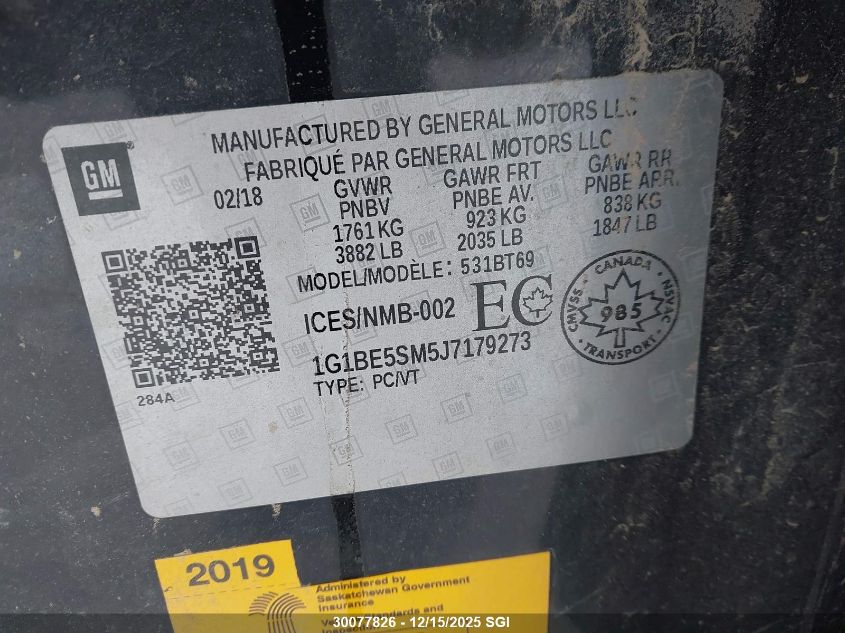 GM
MANUFACTURED BY GENERAL MOTORS LLC
FABRIQUÉ PAR GENERAL MOTORS LLC
02/18
GVWR GAWR FRT GAWR RR
PNBV PNBE AV. PNBE ARR.
1761 KG 923 KG 838 KG
3882 LB 2035 LB 1847 LB
MODEL/MODÈLE: 531BT69
ICES/NMB-002 EC
CANADA
CMVSS 985 NSVAC
TRANSPORT
1G1BE5SM5J7179273
TYPE: PC/VT
284A
2019
Administered by
Saskatchewan Government
Insurance
Standards and
30077826 - 12/15/2025 SGI